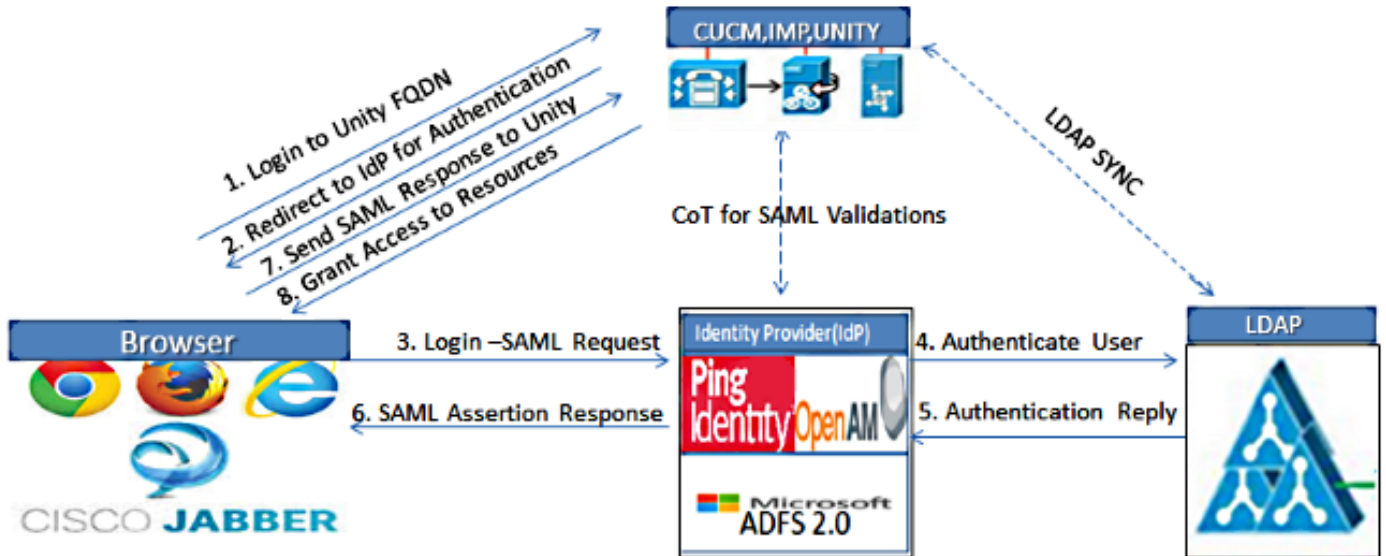 CUCM,IMP,UNITY
1. Login to Unity FQDN
2. Redirect to IdP for Authentication
7. Send SAML Response to Unity
8. Grant Access to Resources
LDAP SYNC
CoT for SAML Validations
Browser
3. Login –SAML Request
Identity Provider(IdP)
4. Authenticate User
LDAP
Ping
Identity
OpenAM
6. SAML Assertion Response
5. Authentication Reply
CISCO JABBER
Microsoft
ADFS 2.0